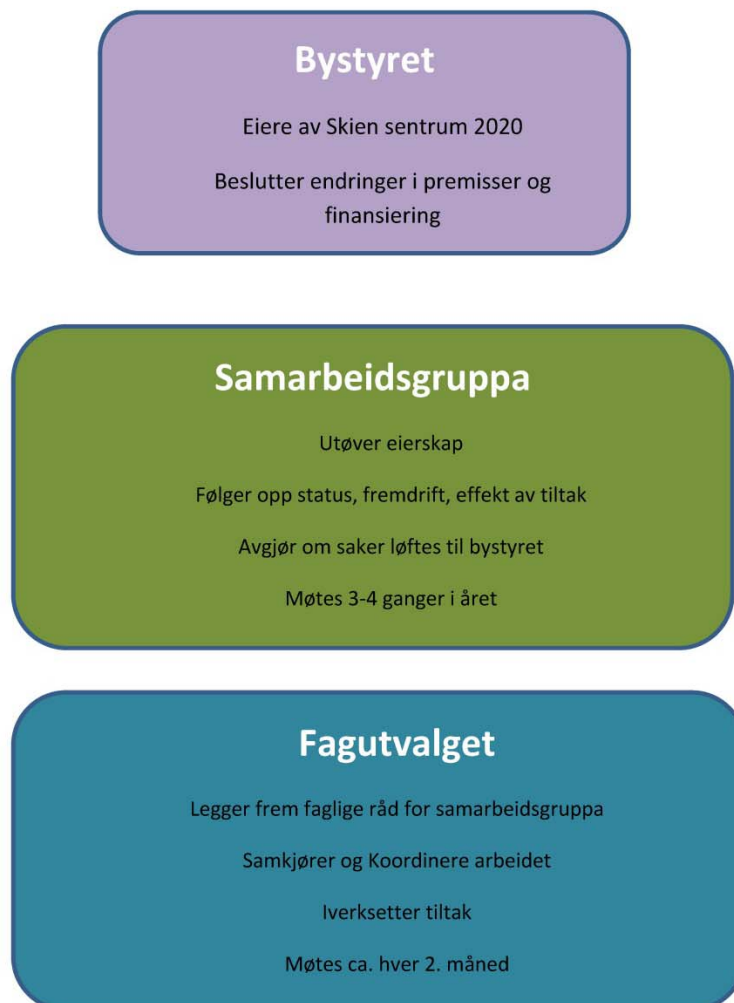 Bystyret
Eiere av Skien sentrum 2020
Beslutter endringer i premisser og
finansiering
Samarbeidsgruppa
Utøver eierskap
Følger opp status, fremdrift, effekt av tiltak
Avgjør om saker løftes til bystyret
Møtes 3-4 ganger i året
Fagutvalget
Legger frem faglige råd for samarbeidsgruppa
Samkjører og Koordinere arbeidet
Iverksetter tiltak
Møtes ca. hver 2. måned